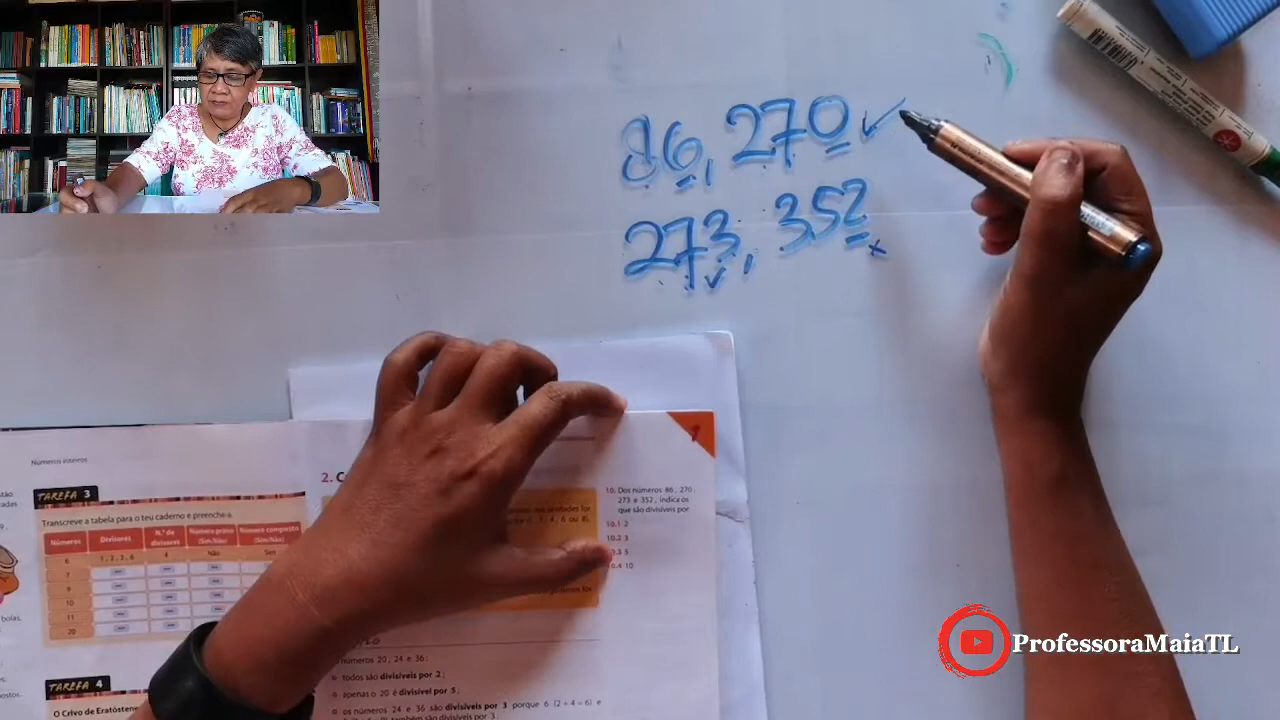 86, 270
273, 352
Números inteiros
TAREFA 3
Transcreve a tabela para o teu caderno e preenche-a.
Números Divisores N.º de divisores Número primo (Sim/Não) Número composto (Sim/Não)
6 1, 2, 3, 6 4 Não Sim
7
9
10
11
20
TAREFA 4
O Crivo de Eratóstene
2. C
números 20, 24 e 36:
todos são divisíveis por 2;
apenas o 20 é divisível por 5;
os números 24 e 36 são divisíveis por 3 porque 6 (2+4=6) e
1
10. Dos números 86, 270,
273 e 352, indica os
que são divisíveis por
10.1 2
10.2 3
10.3 5
10.4 10
bolas,
ProfessoraMaiaTL